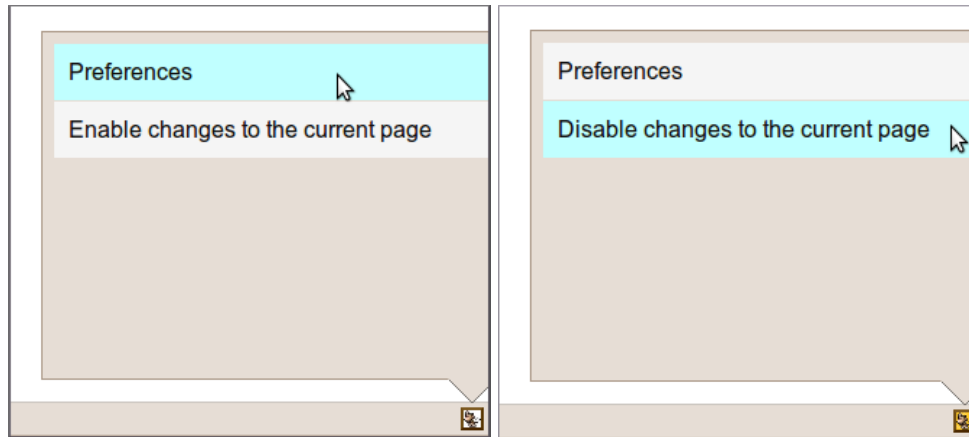 Preferences
Enable changes to the current page
Preferences
Disable changes to the current page